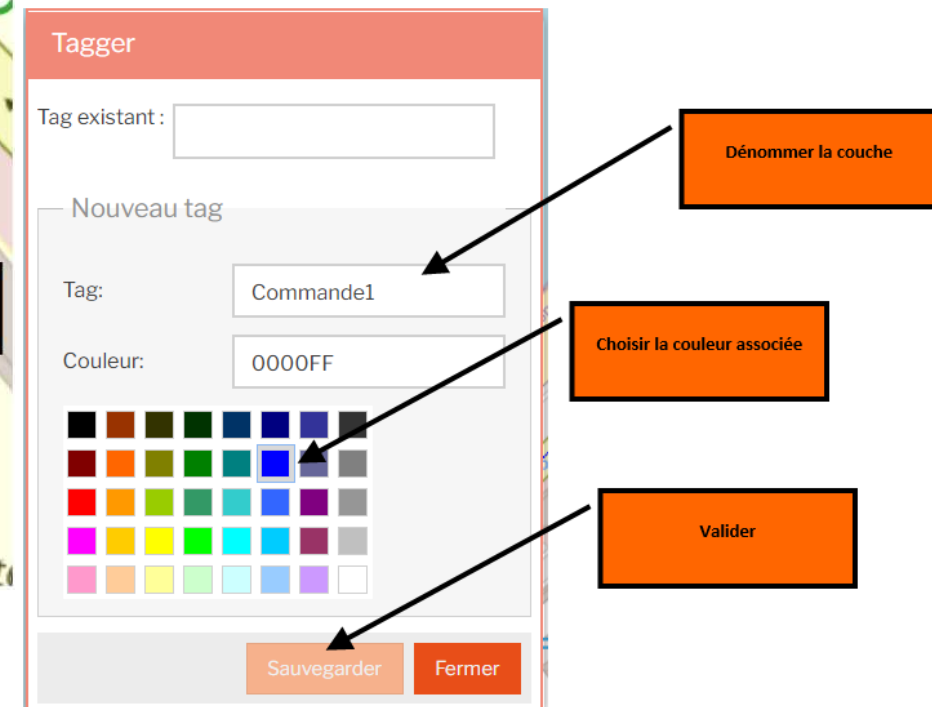 Tagger
Tag existant :
Dénommer la couche
Nouveau tag
Tag:
Commande1
Choisir la couleur associée
Couleur:
0000FF
Valider
Sauvegarder
Fermer